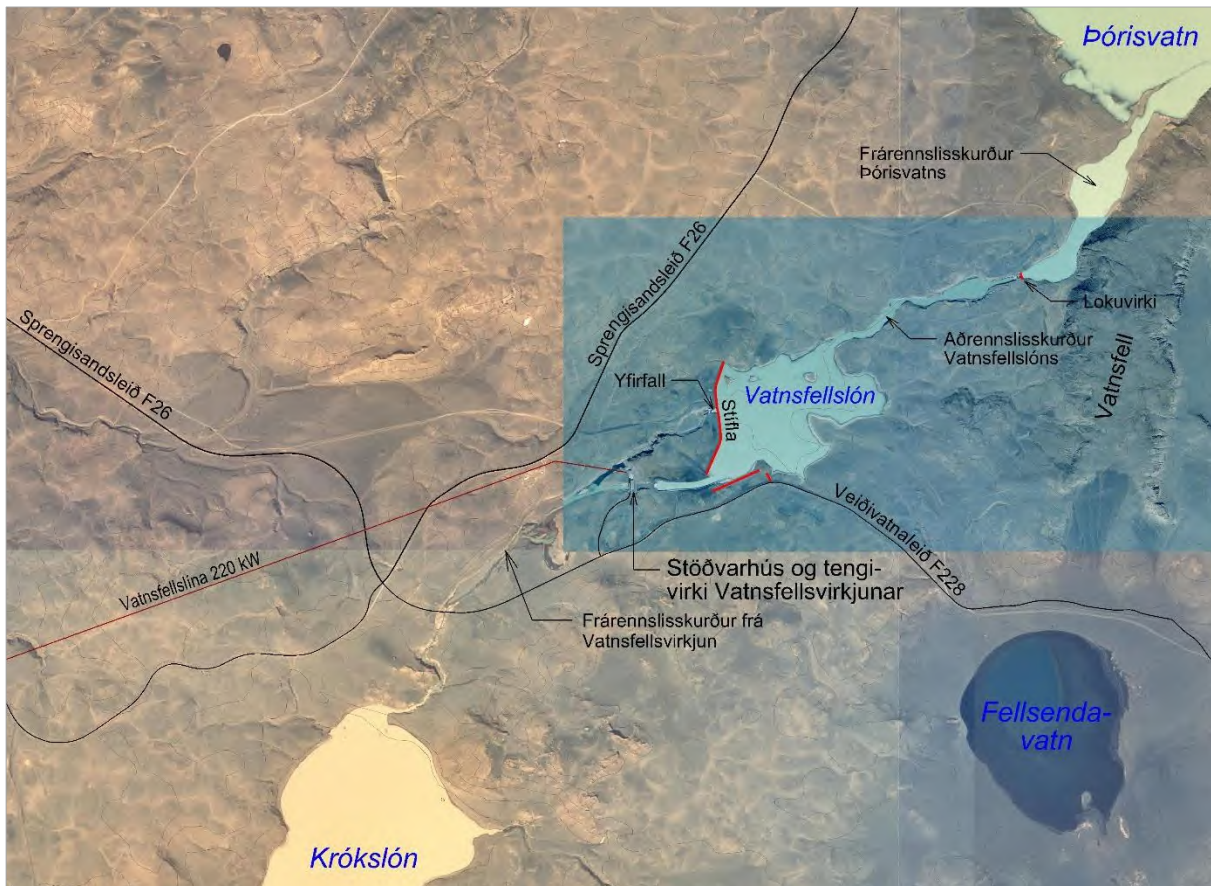 Þórisvatn
Frárennslisskurður
Þórisvatns
Sprengisandsleið F26
Lokuvirki
Sprengisandsleið F26
Aðrennslisskurður
Vatnsfellslóns
Vatnsfell
Yfirfall
Vatnsfellslón
Stífla
Veiðivatnaleið F228
Vatnsfellslína 220 kW
Stöðvarhús og tengi-
virki Vatnsfellsvirkjunar
Frárennslisskurður frá
Vatnsfellsvirkjun
Fellsenda-
vatn
Krókslón